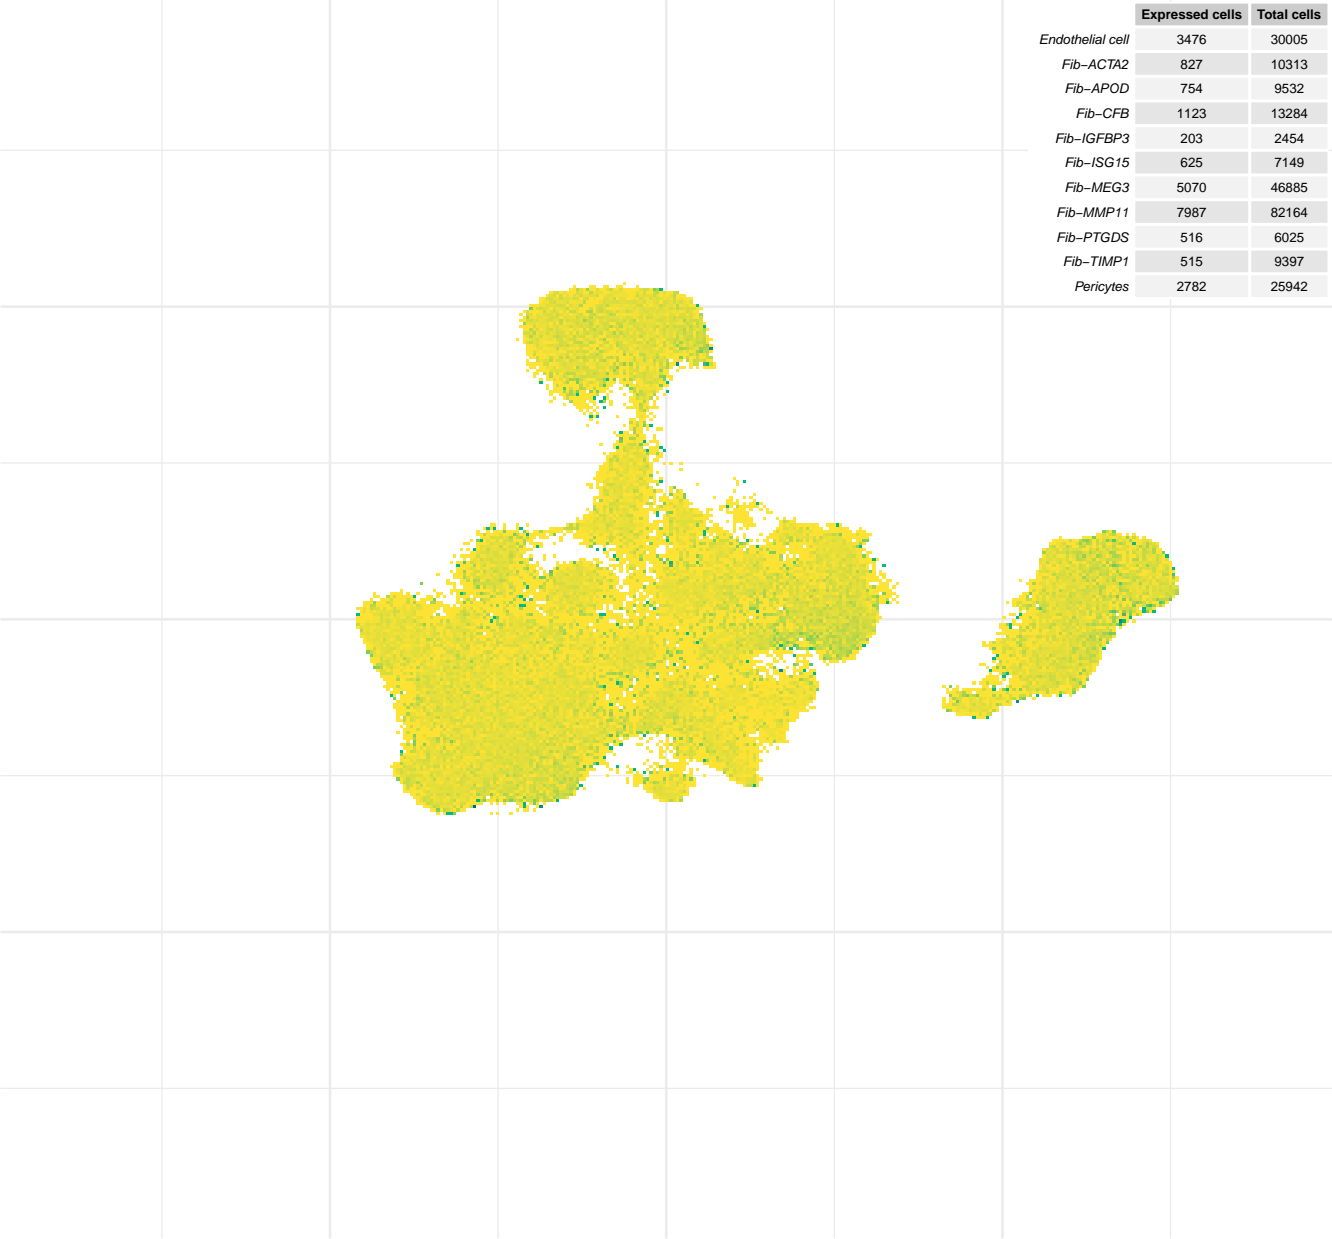 Expressed cells Total cells
Endothelial cell 3476 30005
Fib−ACTA2 827 10313
Fib−APOD 754 9532
Fib−CFB 1123 13284
Fib−IGFBP3 203 2454
Fib−ISG15 625 7149
Fib−MEG3 5070 46885
Fib−MMP11 7987 82164
Fib−PTGDS 516 6025
Fib−TIMP1 515 9397
Pericytes 2782 25942